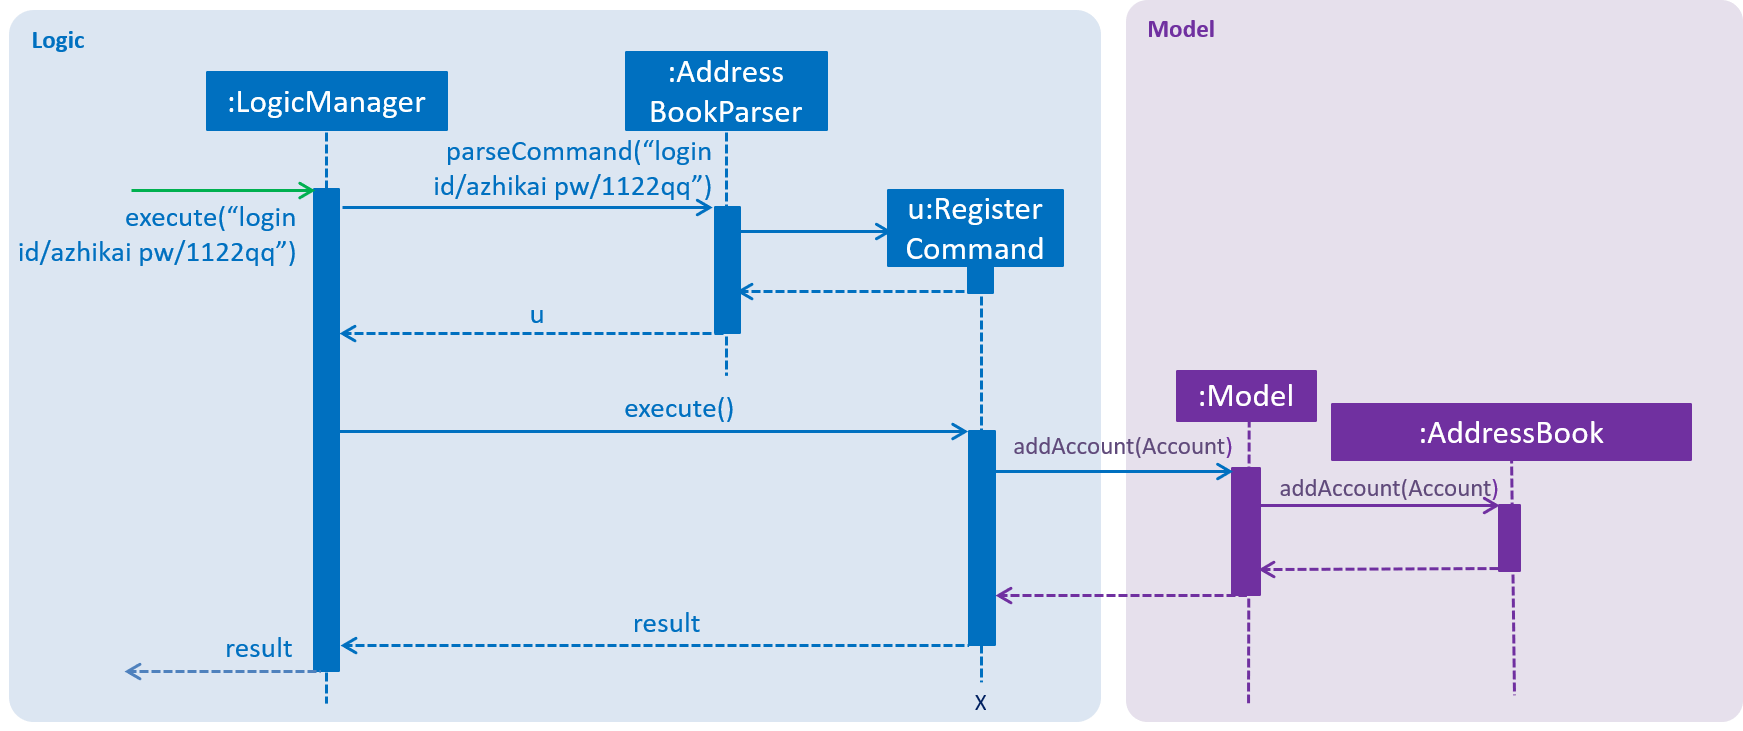 Logic
Model
:LogicManager
:Address
BookParser
parseCommand(“login
id/azhikai pw/1122qq”)
execute(“login
id/azhikai pw/1122qq”)
u:Register
Command
u
execute()
:Model
:AddressBook
addAccount(Account)
addAccount(Account)
result
result
X